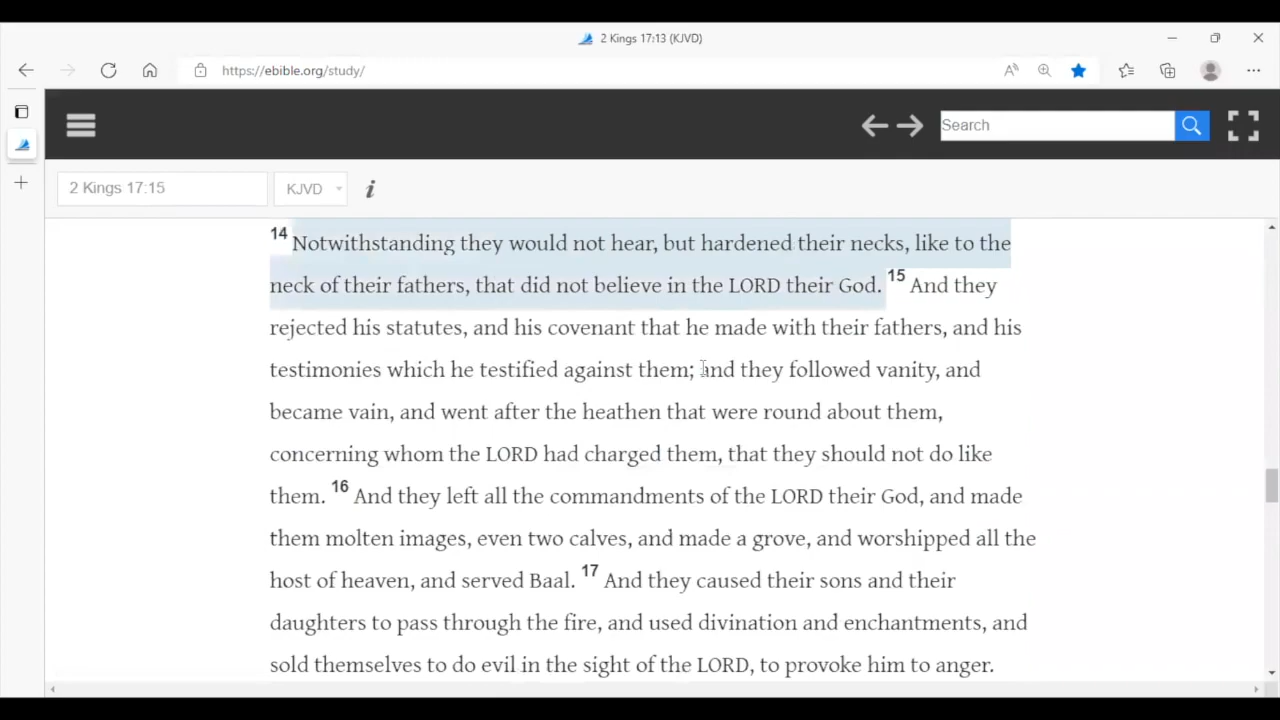 2 Kings 17:13 (KJVD)
https://ebible.org/study/
Search
2 Kings 17:15
KJVD
i
14 Notwithstanding they would not hear, but hardened their necks, like to the
neck of their fathers, that did not believe in the LORD their God. 15 And they
rejected his statutes, and his covenant that he made with their fathers, and his
testimonies which he testified against them; and they followed vanity, and
became vain, and went after the heathen that were round about them,
concerning whom the LORD had charged them, that they should not do like
them. 16 And they left all the commandments of the LORD their God, and made
them molten images, even two calves, and made a grove, and worshipped all the
host of heaven, and served Baal. 17 And they caused their sons and their
daughters to pass through the fire, and used divination and enchantments, and
sold themselves to do evil in the sight of the LORD, to provoke him to anger.